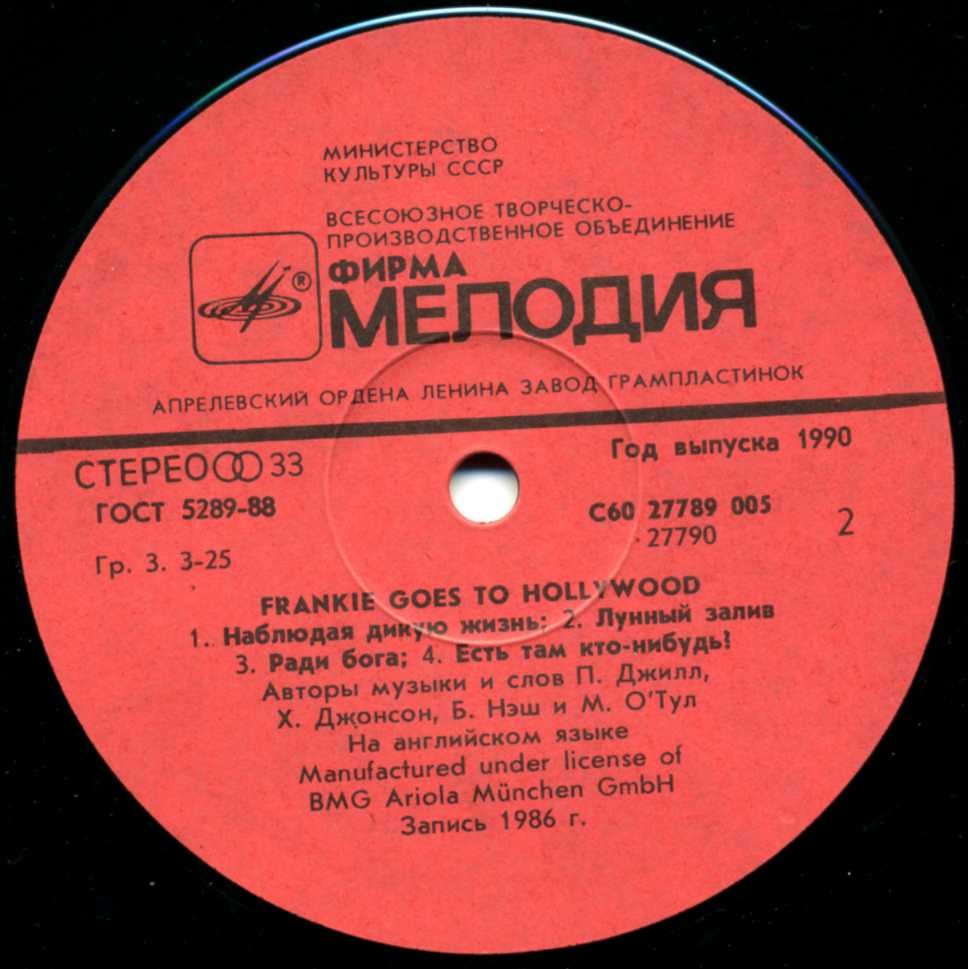 МИНИСТЕРСТВО
КУЛЬТУРЫ СССР
ВСЕСОЮЗНОЕ ТВОРЧЕСКО-
ПРОИЗВОДСТВЕННОЕ ОБЪЕДИНЕНИЕ
ФИРМА
®
МЕЛОДИЯ
АПРЕЛЕВСКИЙ ОРДЕНА ЛЕНИНА ЗАВОД ГРАМПЛАСТИНОК
СТЕРЕО 33
Год выпуска 1990
ГОСТ 5289-88
С60 27789 005
27790
2
Гр. 3. 3-25
FRANKIE GOES TO HOLLYWOOD
1. Наблюдая дикую жизнь; 2. Лунный залив
3. Ради бога; 4. Есть там кто-нибудь?
Авторы музыки и слов П. Джилл,
Х. Джонсон, Б. Нэш и М. О'Тул
На английском языке
Manufactured under license of
BMG Ariola München GmbH
Запись 1986 г.